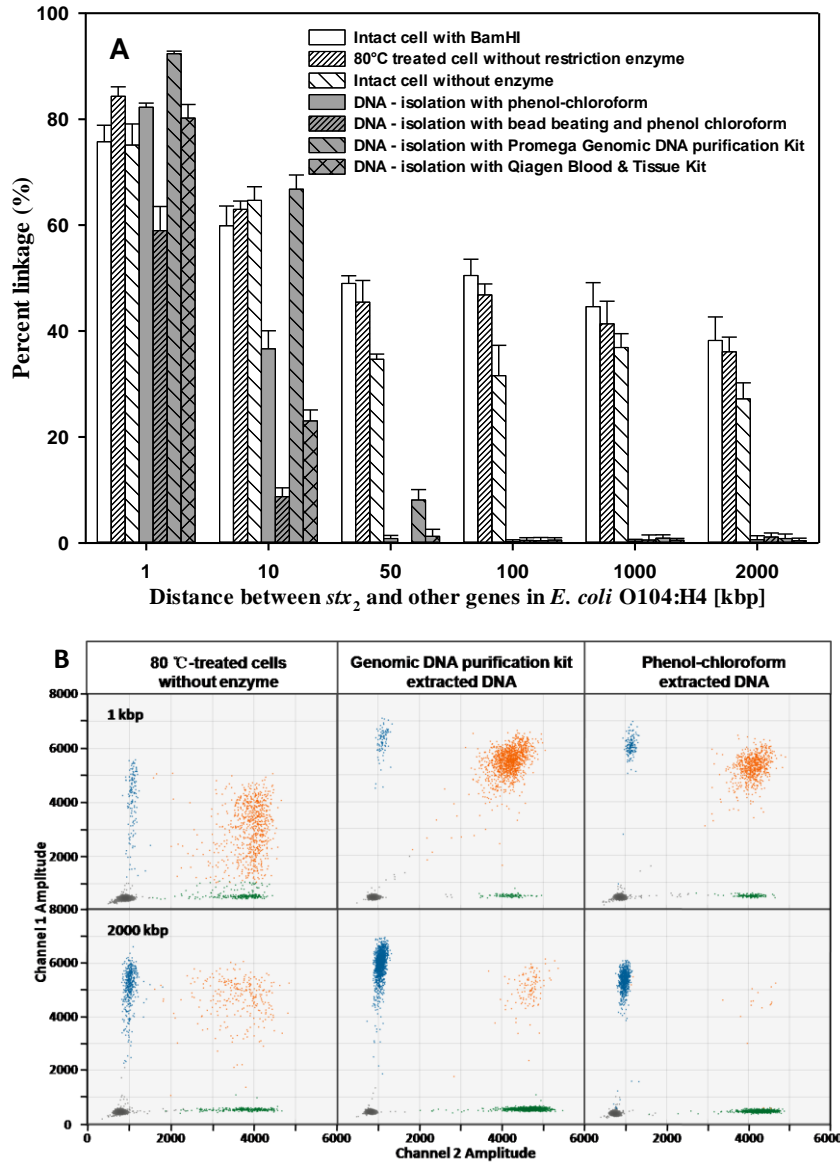 A
Intact cell with BamHI
80°C treated cell without restriction enzyme
Intact cell without enzyme
DNA - isolation with phenol-chloroform
DNA - isolation with bead beating and phenol chloroform
DNA - isolation with Promega Genomic DNA purification Kit
DNA - isolation with Qiagen Blood & Tissue Kit
Percent linkage (%)
100
80
60
40
20
0
1 10 50 100 1000 2000
Distance between stx2 and other genes in E. coli O104:H4 [kbp]
B
80 ℃-treated cells
without enzyme
Genomic DNA purification kit
extracted DNA
Phenol-chloroform
extracted DNA
8000
1 kbp
6000
4000
2000
8000
2000 kbp
6000
4000
2000
0
Channel 1 Amplitude
0 2000 4000 6000 2000 4000 6000 2000 4000 6000
Channel 2 Amplitude